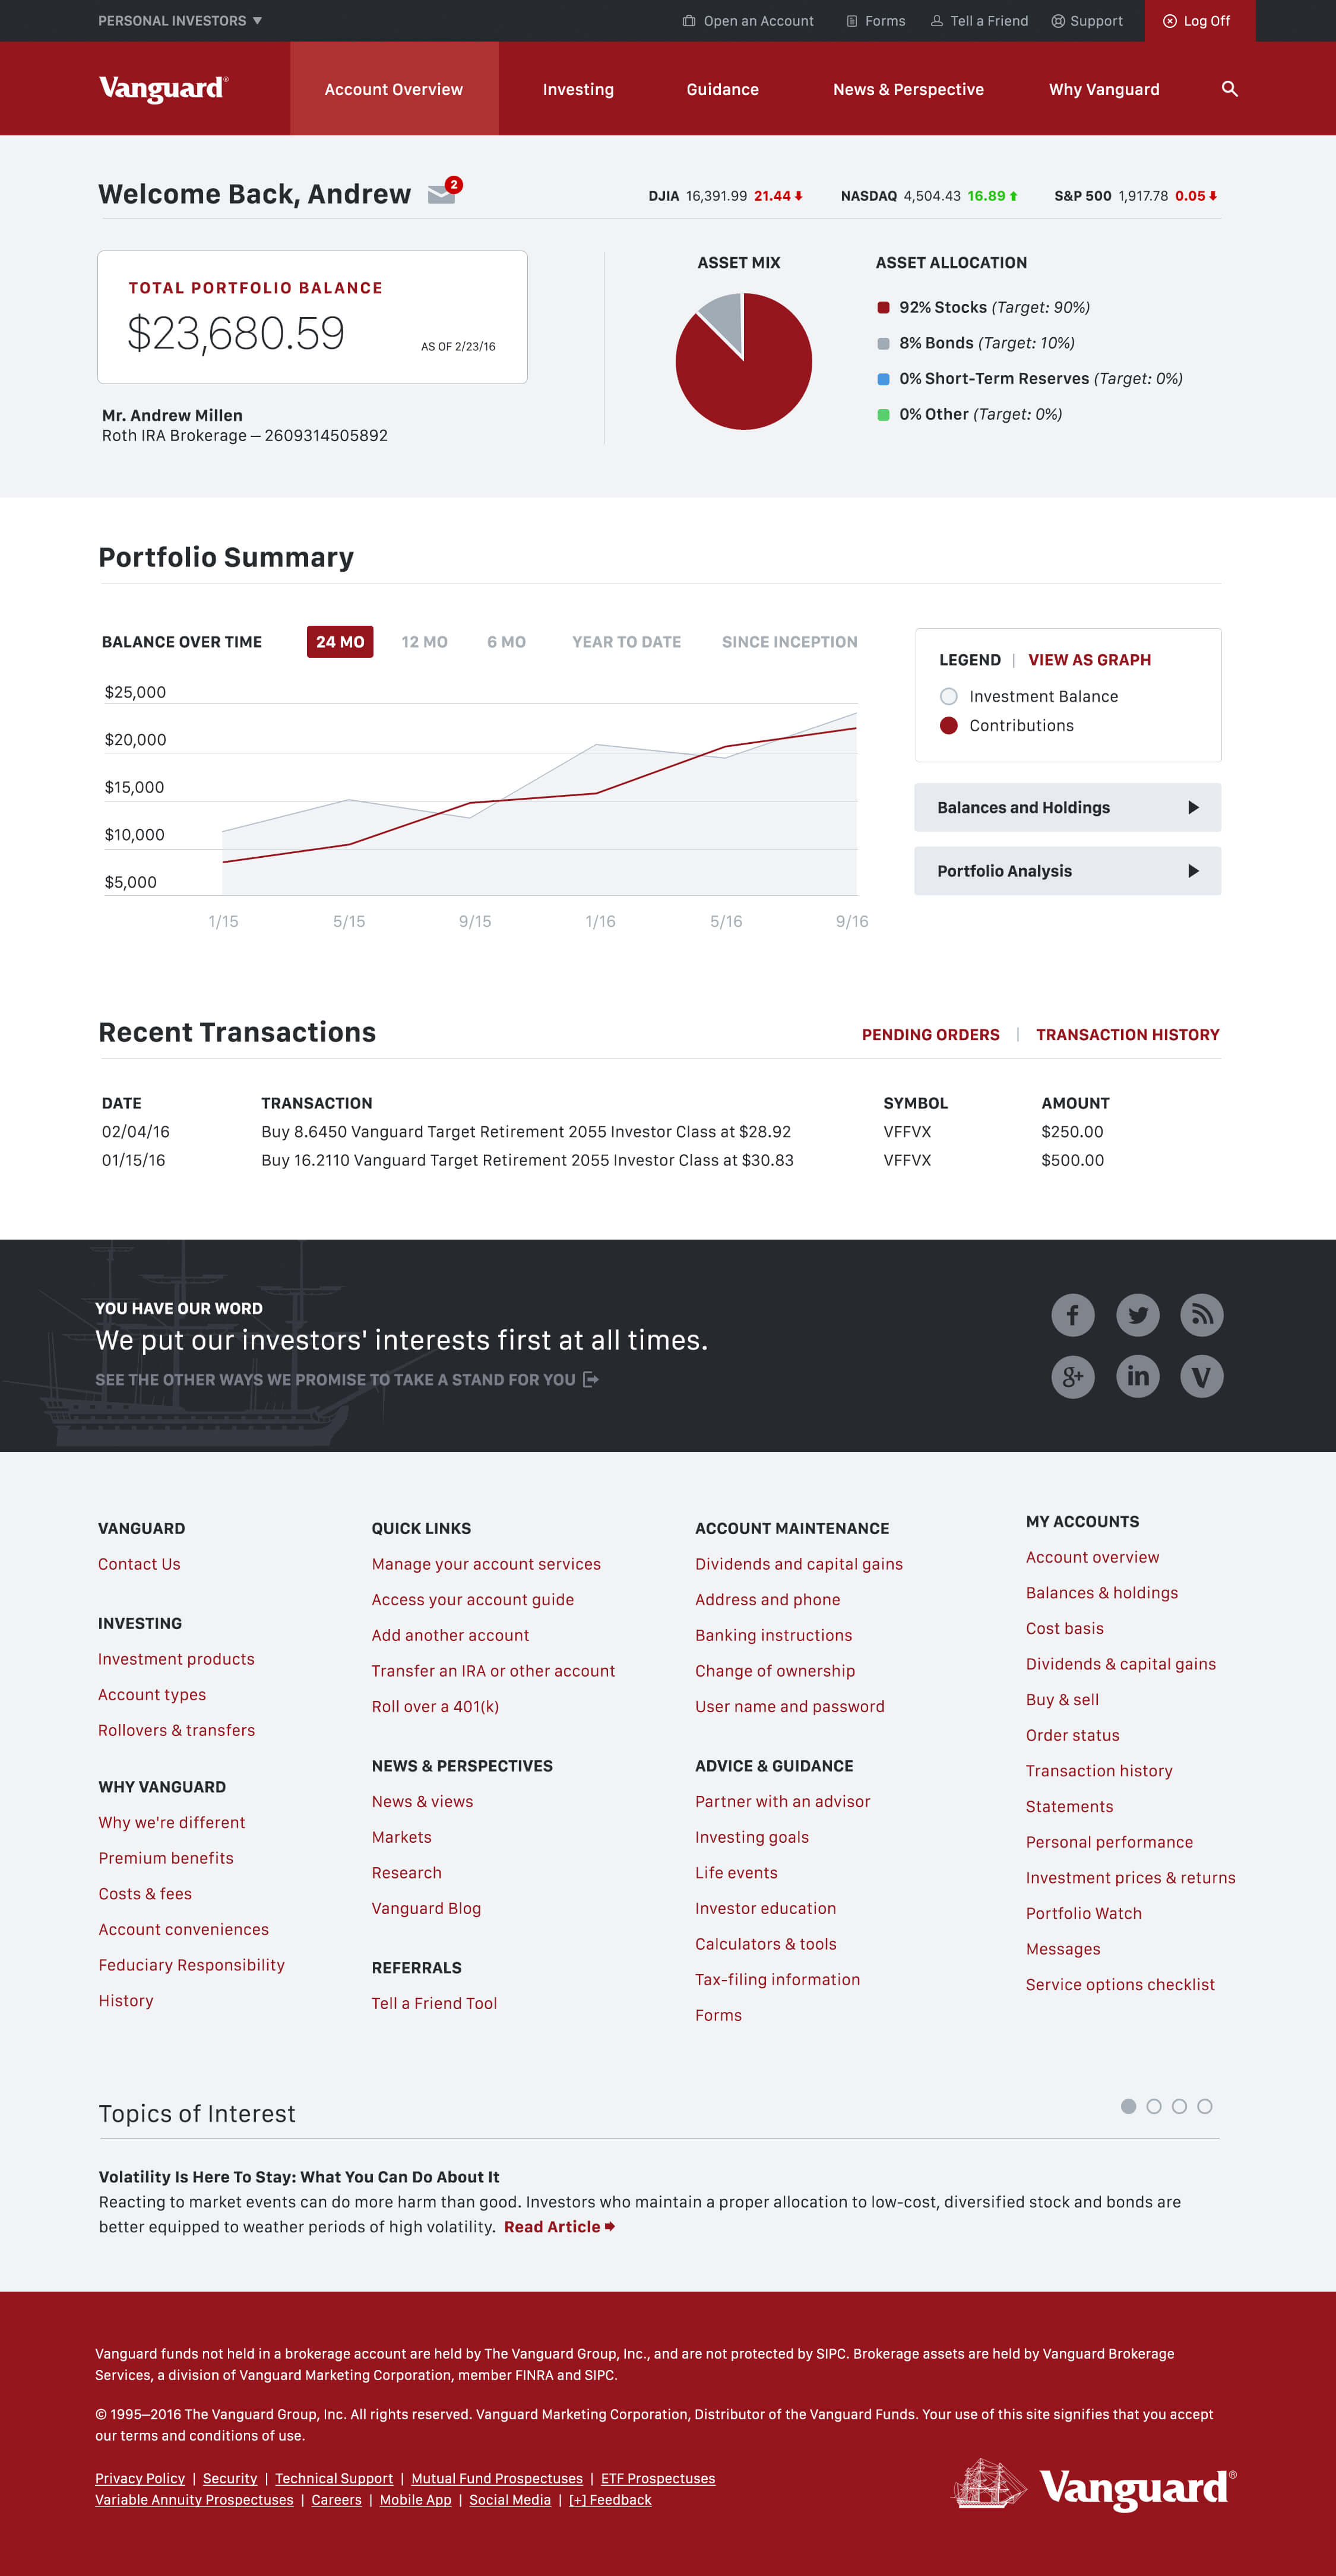 PERSONAL INVESTORS ▼ Open an Account Forms Tell a Friend Support Log Off
Vanguard® Account Overview Investing Guidance News & Perspective Why Vanguard
Welcome Back, Andrew 2 DJIA 16,391.99 21.44 NASDAQ 4,504.43 16.89 S&P 500 1,917.78 0.05
TOTAL PORTFOLIO BALANCE
$23,680.59
AS OF 2/23/16
Mr. Andrew Millen
Roth IRA Brokerage – 2609314505892
ASSET MIX
ASSET ALLOCATION
92% Stocks (Target: 90%)
8% Bonds (Target: 10%)
0% Short-Term Reserves (Target: 0%)
0% Other (Target: 0%)
Portfolio Summary
BALANCE OVER TIME 24 MO 12 MO 6 MO YEAR TO DATE SINCE INCEPTION
$25,000
$20,000
$15,000
$10,000
$5,000
1/15 5/15 9/15 1/16 5/16 9/16
LEGEND | VIEW AS GRAPH
Investment Balance
Contributions
Balances and Holdings
Portfolio Analysis
Recent Transactions PENDING ORDERS | TRANSACTION HISTORY
DATE TRANSACTION SYMBOL AMOUNT
02/04/16 Buy 8.6450 Vanguard Target Retirement 2055 Investor Class at $28.92 VFFVX $250.00
01/15/16 Buy 16.2110 Vanguard Target Retirement 2055 Investor Class at $30.83 VFFVX $500.00
YOU HAVE OUR WORD
We put our investors' interests first at all times.
SEE THE OTHER WAYS WE PROMISE TO TAKE A STAND FOR YOU
f
g+ in V
VANGUARD
Contact Us
INVESTING
Investment products
Account types
Rollovers & transfers
WHY VANGUARD
Why we're different
Premium benefits
Costs & fees
Account conveniences
Feduciary Responsibility
History
QUICK LINKS
Manage your account services
Access your account guide
Add another account
Transfer an IRA or other account
Roll over a 401(k)
NEWS & PERSPECTIVES
News & views
Markets
Research
Vanguard Blog
REFERRALS
Tell a Friend Tool
ACCOUNT MAINTENANCE
Dividends and capital gains
Address and phone
Banking instructions
Change of ownership
User name and password
ADVICE & GUIDANCE
Partner with an advisor
Investing goals
Life events
Investor education
Calculators & tools
Tax-filing information
Forms
MY ACCOUNTS
Account overview
Balances & holdings
Cost basis
Dividends & capital gains
Buy & sell
Order status
Transaction history
Statements
Personal performance
Investment prices & returns
Portfolio Watch
Messages
Service options checklist
Topics of Interest
Volatility Is Here To Stay: What You Can Do About It
Reacting to market events can do more harm than good. Investors who maintain a proper allocation to low-cost, diversified stock and bonds are
better equipped to weather periods of high volatility. Read Article
Vanguard funds not held in a brokerage account are held by The Vanguard Group, Inc., and are not protected by SIPC. Brokerage assets are held by Vanguard Brokerage
Services, a division of Vanguard Marketing Corporation, member FINRA and SIPC.
© 1995–2016 The Vanguard Group, Inc. All rights reserved. Vanguard Marketing Corporation, Distributor of the Vanguard Funds. Your use of this site signifies that you accept
our terms and conditions of use.
Privacy Policy | Security | Technical Support | Mutual Fund Prospectuses | ETF Prospectuses
Variable Annuity Prospectuses | Careers | Mobile App | Social Media | [+] Feedback
Vanguard®